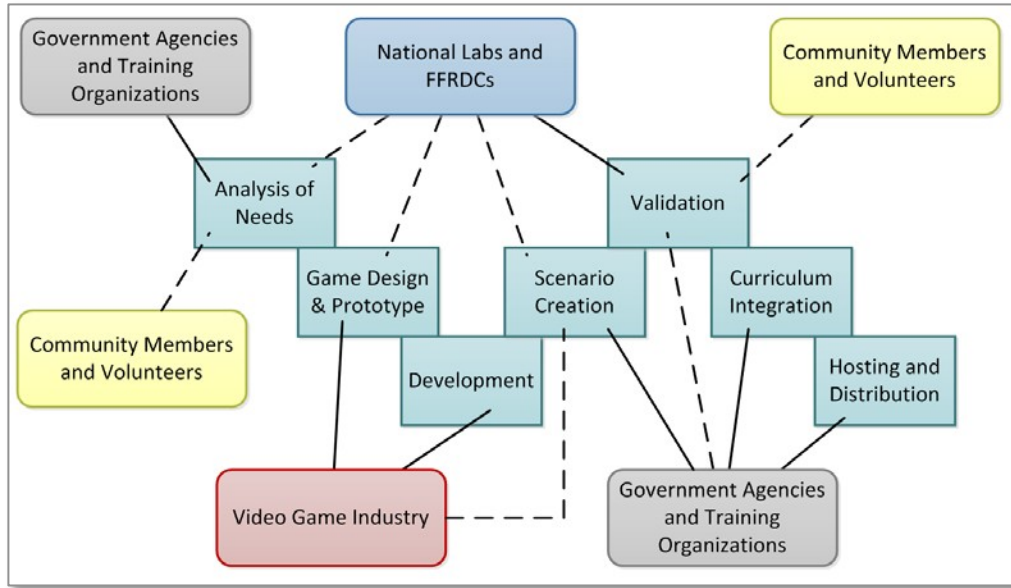 Government Agencies
and Training
Organizations
National Labs and
FFRDCs
Community Members
and Volunteers
Analysis of
Needs
Validation
Game Design
& Prototype
Scenario
Creation
Curriculum
Integration
Community Members
and Volunteers
Development
Hosting and
Distribution
Video Game Industry
Government Agencies
and Training
Organizations